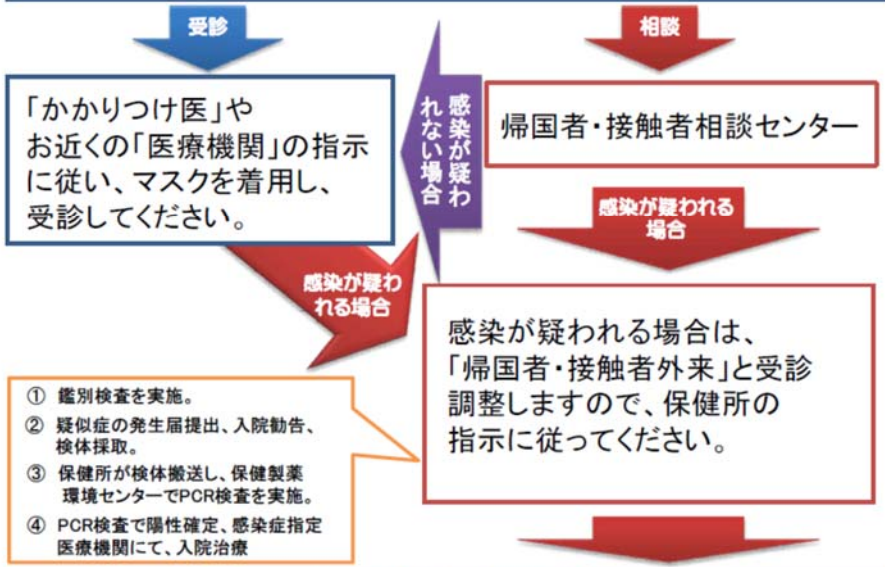 受診
相談
「かかりつけ医」や
お近くの「医療機関」の指示
に従い、マスクを着用し、
受診してください。
感染が疑わ
れない場合
帰国者・接触者相談センター
感染が疑われる
場合
感染が疑わ
れる場合
感染が疑われる場合は、
「帰国者・接触者外来」と受診
調整しますので、保健所の
指示に従ってください。
① 鑑別検査を実施。
② 疑似症の発生届提出、入院勧告、
検体採取。
③ 保健所が検体搬送し、保健製薬
環境センターでPCR検査を実施。
④ PCR検査で陽性確定、感染症指定
医療機関にて、入院治療